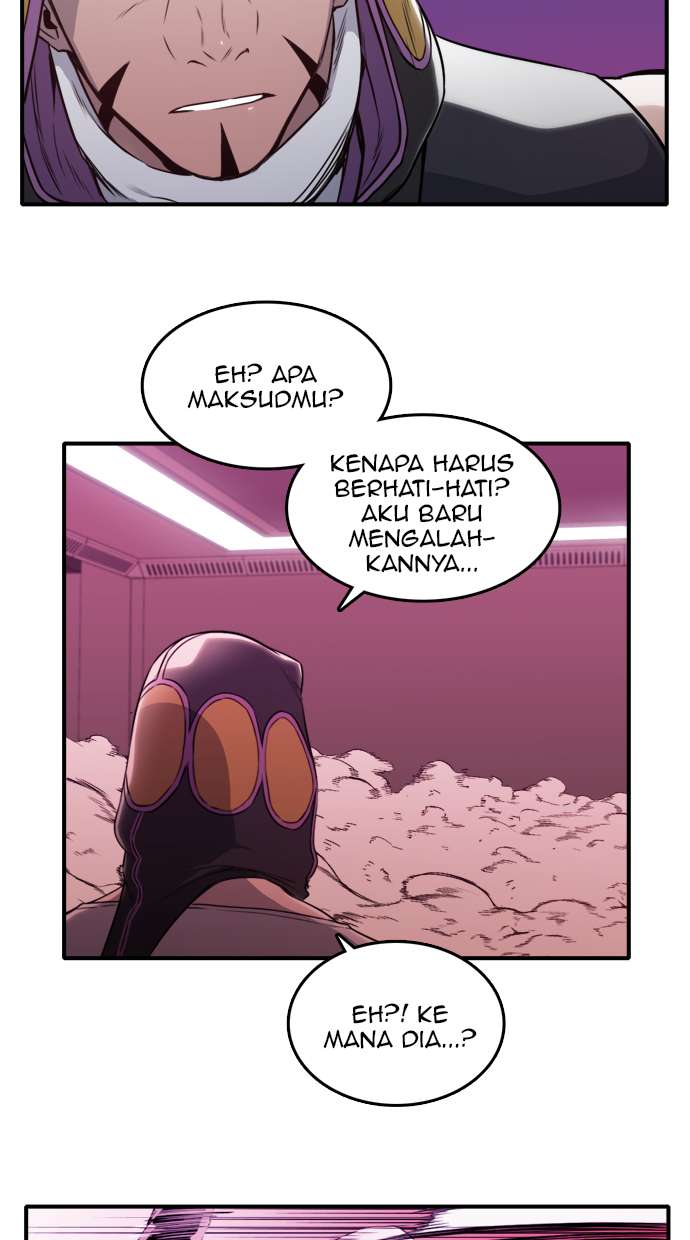 EH? APA
MAKSUDMU?
KENAPA HARUS
BERHATI-HATI?
AKU BARU
MENGALAH-
KANNYA...
EH?! KE
MANA DIA...?